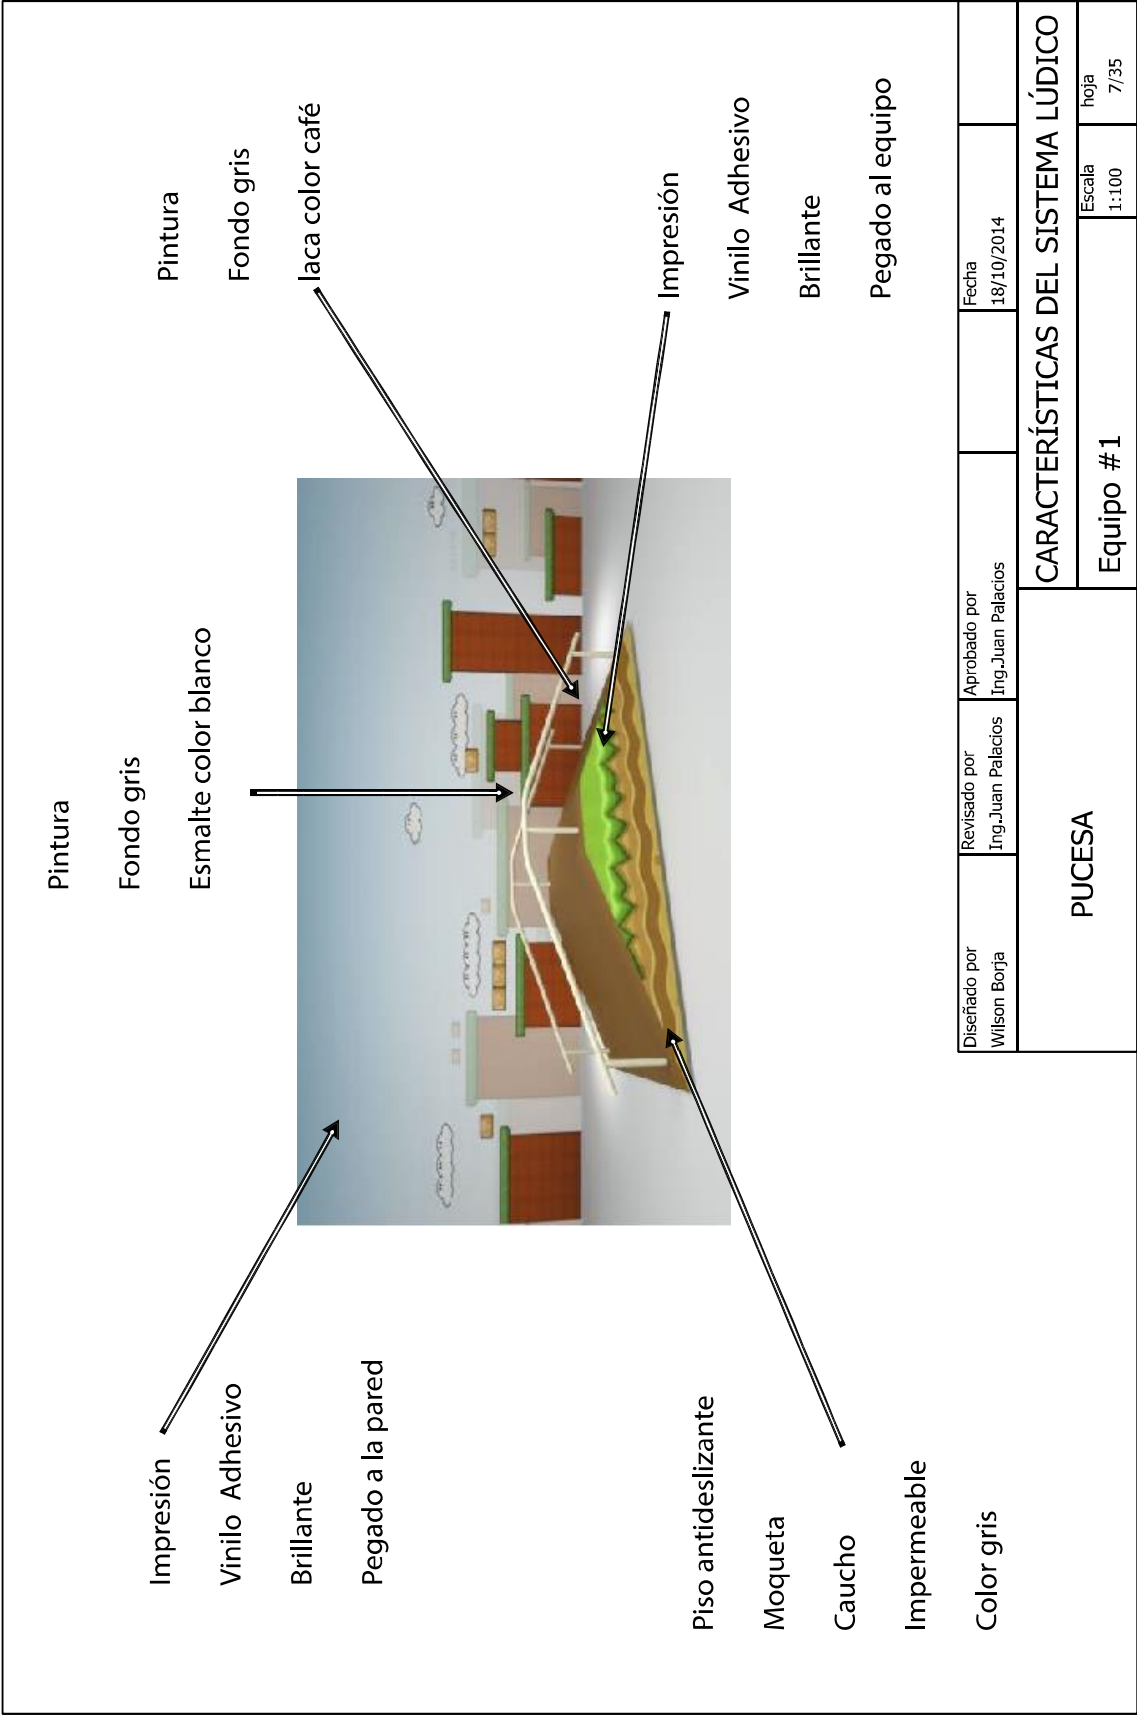 Pintura
Fondo gris
Esmalte color blanco
Impresión
Vinilo Adhesivo
Brillante
Pegado a la pared
Pintura
Fondo gris
laca color café
Piso antideslizante
Moqueta
Caucho
Impermeable
Color gris
Impresión
Vinilo Adhesivo
Brillante
Pegado al equipo
Diseñado por
Wilson Borja
Revisado por
Ing.Juan Palacios
Aprobado por
Ing.Juan Palacios
Fecha
18/10/2014
PUCESA
CARACTERÍSTICAS DEL SISTEMA LÚDICO
Equipo #1
Escala
1:100
hoja
7/35